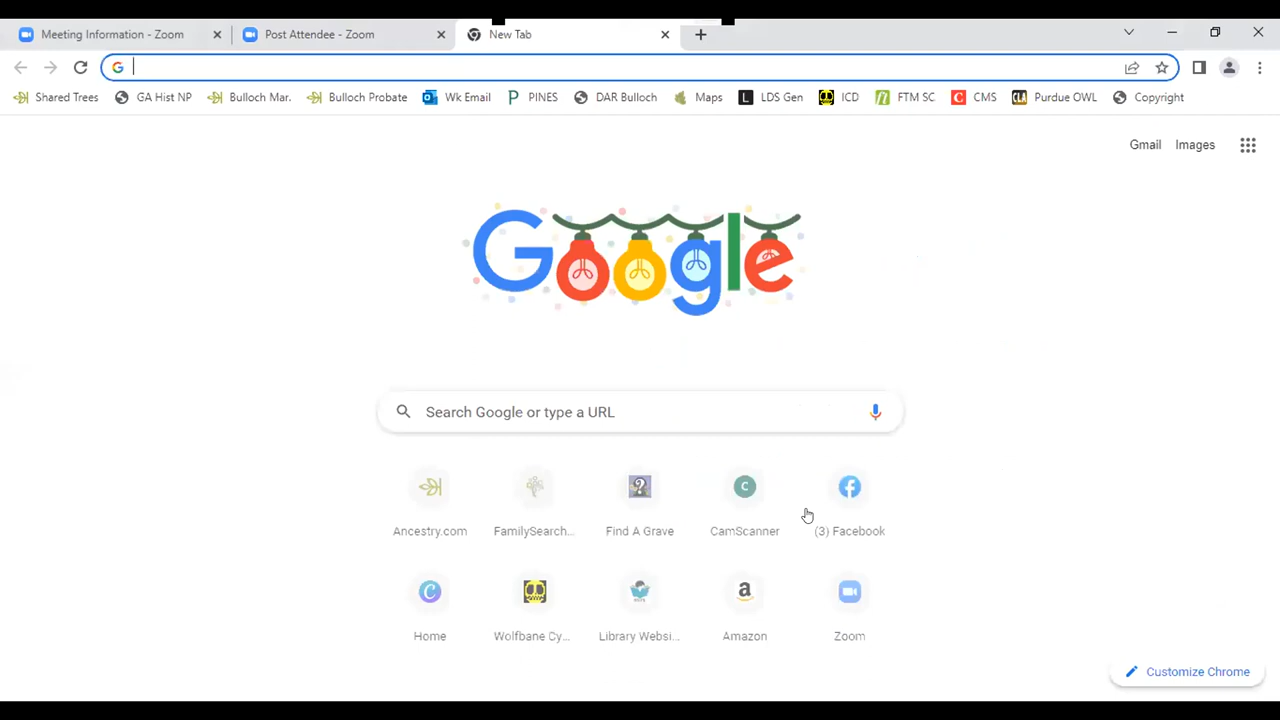 Meeting Information - Zoom
Post Attendee - Zoom
New Tab
Shared Trees
GA Hist NP
Bulloch Mar.
Bulloch Probate
Wk Email
PINES
DAR Bulloch
Maps
LDS Gen
ICD
FTM SC
CMS
Purdue OWL
Copyright
Gmail
Images
Google
Search Google or type a URL
Ancestry.com
FamilySearch...
Find A Grave
CamScanner
(3) Facebook
Home
Wolfbane Cy...
Library Websi...
Amazon
Zoom
Customize Chrome